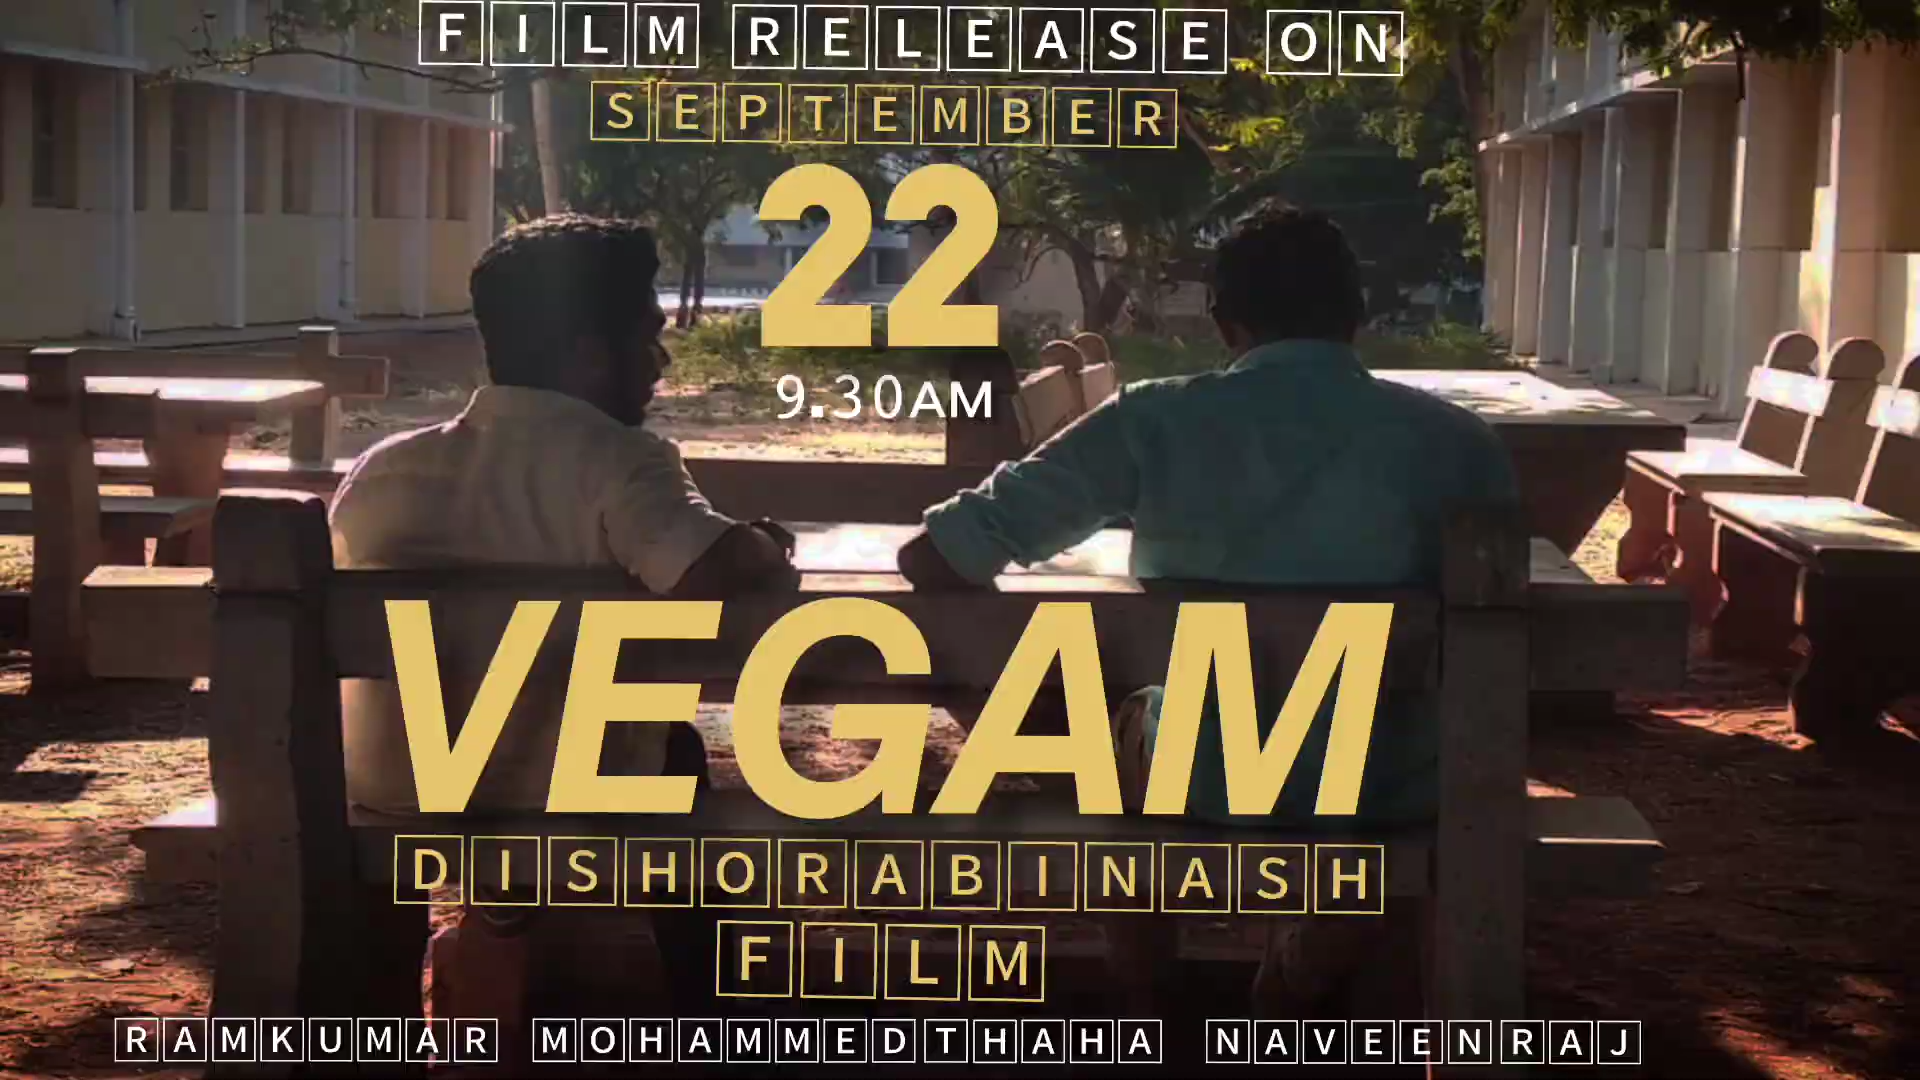 FILM RELEASE ON
SEPTEMBER
22
9.30AM
VEGAM
DISHORABINASH
FILM
RAMKUMAR MOHAMMEDTHAHA NAVEENRAJ